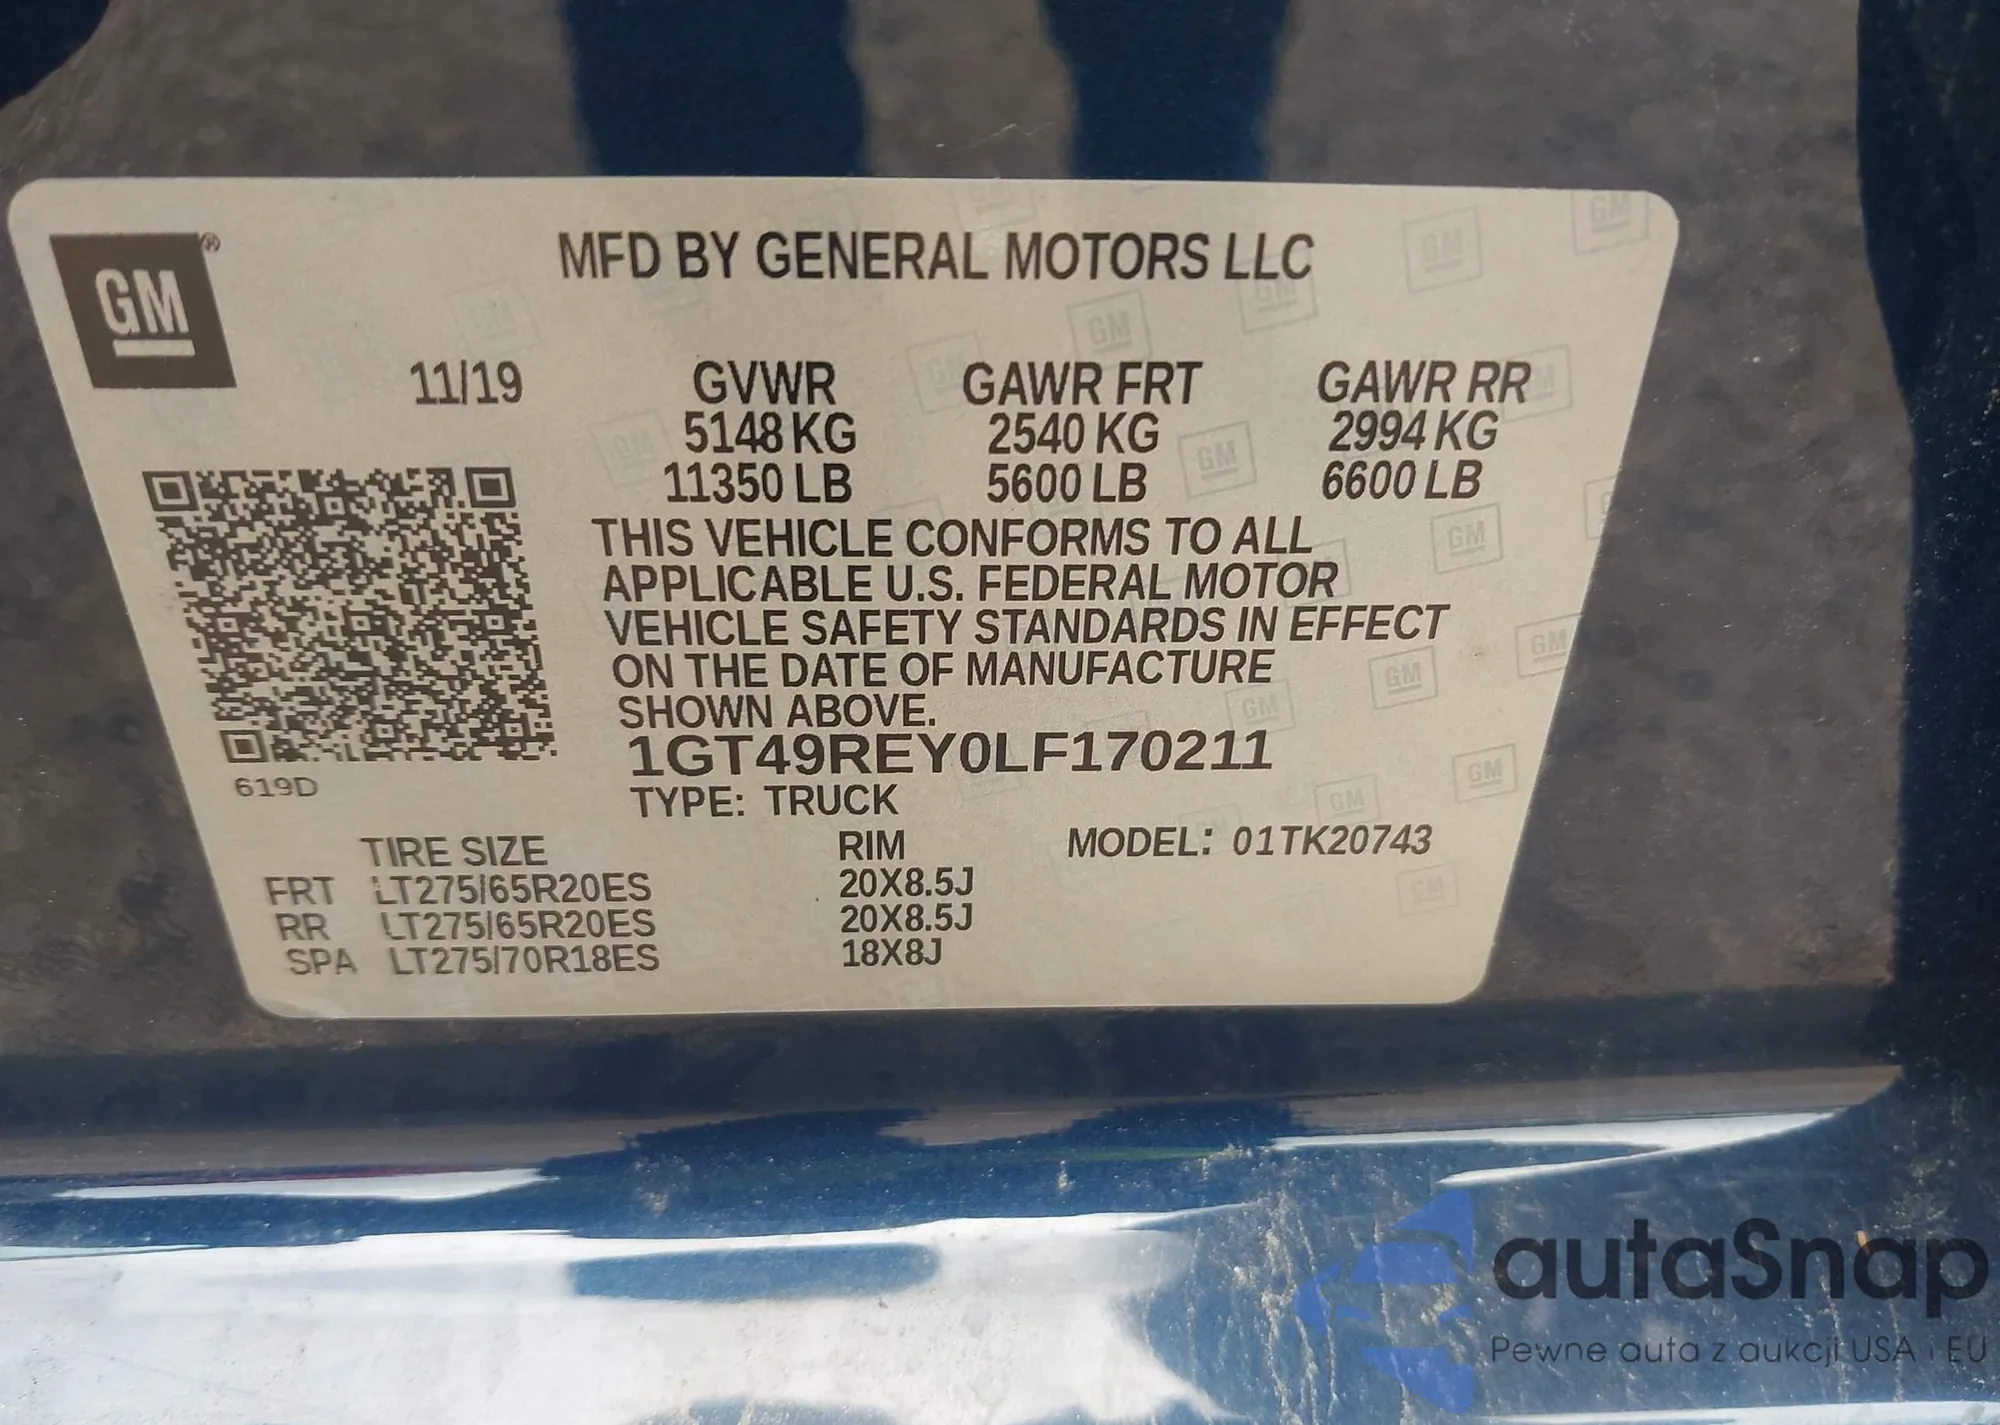 GM®
MFD BY GENERAL MOTORS LLC
11/19 GVWR GAWR FRT GAWR RR
5148 KG 2540 KG 2994 KG
11350 LB 5600 LB 6600 LB
THIS VEHICLE CONFORMS TO ALL
APPLICABLE U.S. FEDERAL MOTOR
VEHICLE SAFETY STANDARDS IN EFFECT
ON THE DATE OF MANUFACTURE
SHOWN ABOVE.
1GT49REY0LF170211
619D
TYPE: TRUCK
TIRE SIZE RIM MODEL: 01TK20743
FRT LT275/65R20ES 20X8.5J
RR LT275/65R20ES 20X8.5J
SPA LT275/70R18ES 18X8J
autaSnap
Pewne auta z aukcji USA i EU